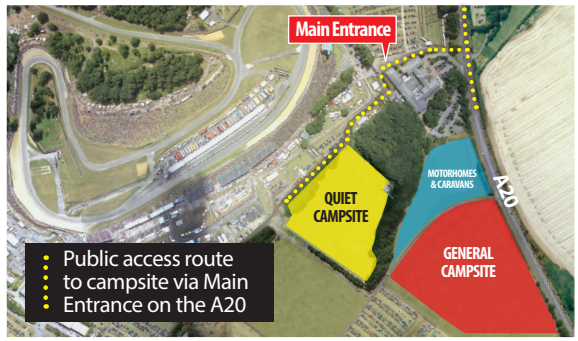 Main Entrance
QUIET
CAMPSITE
MOTORHOMES
& CARAVANS
A20
GENERAL
CAMPSITE
Public access route
to campsite via Main
Entrance on the A20